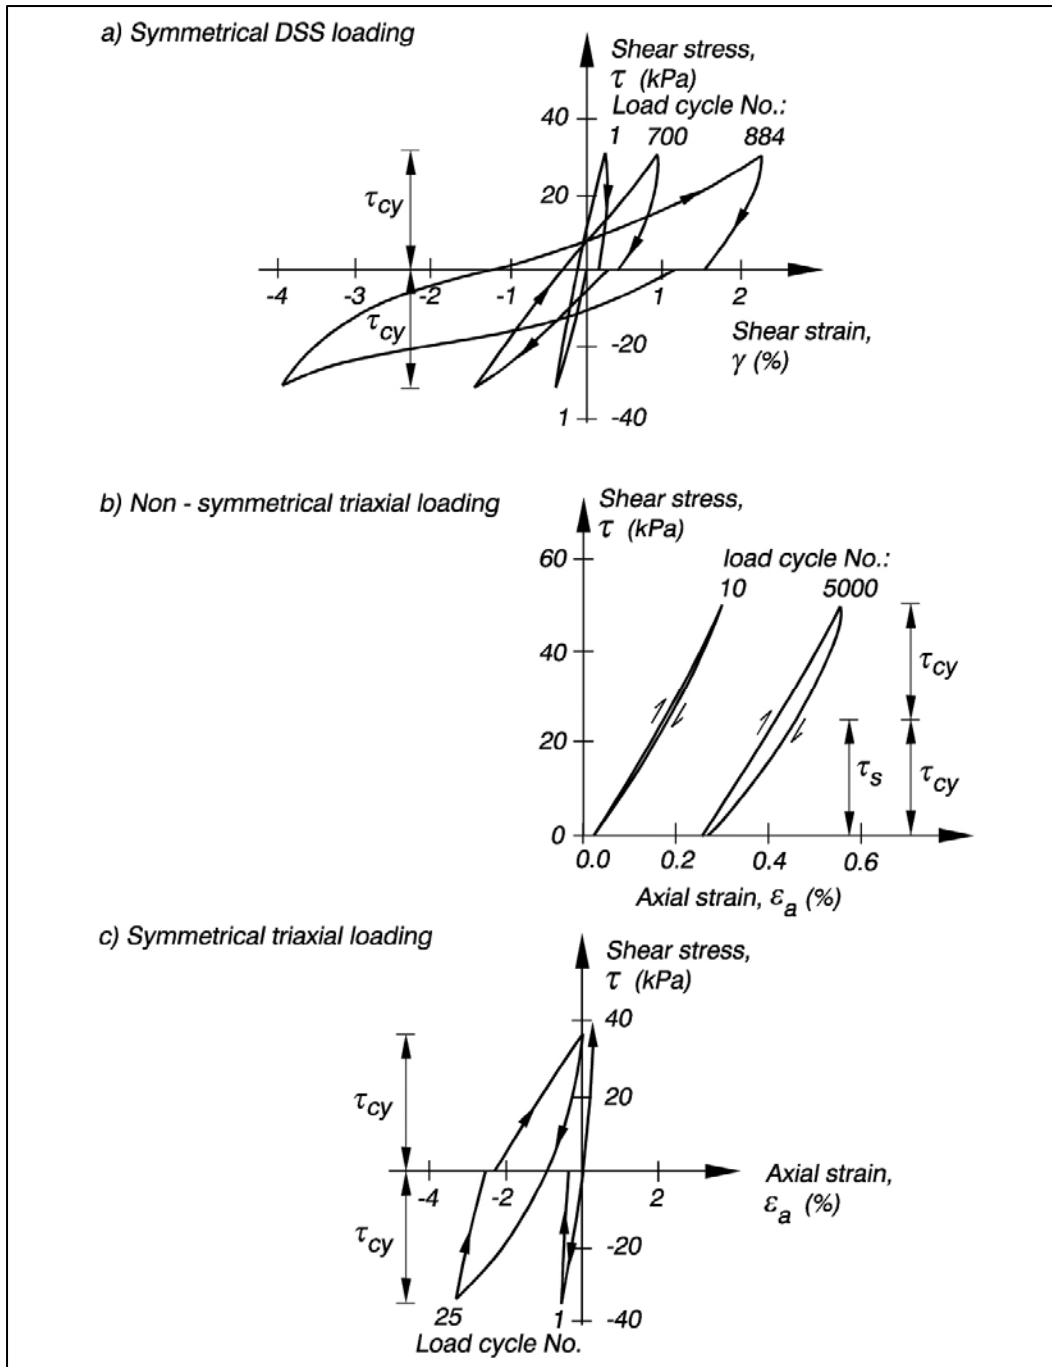 a) Symmetrical DSS loading
Shear stress,
τ (kPa)
Load cycle No.:
1 700 884
40
20
τcy
-4 -3 -2 -1 1 2
τcy
-20
-40
1
Shear strain,
γ (%)
b) Non - symmetrical triaxial loading
Shear stress,
τ (kPa)
load cycle No.:
10 5000
60
40
20
0
τcy
τs
τcy
0.0 0.2 0.4 0.6
Axial strain, εa (%)
c) Symmetrical triaxial loading
Shear stress,
τ (kPa)
40
20
τcy
-4 -2 2
Axial strain,
εa (%)
τcy
-20
-40
25 1
Load cycle No.